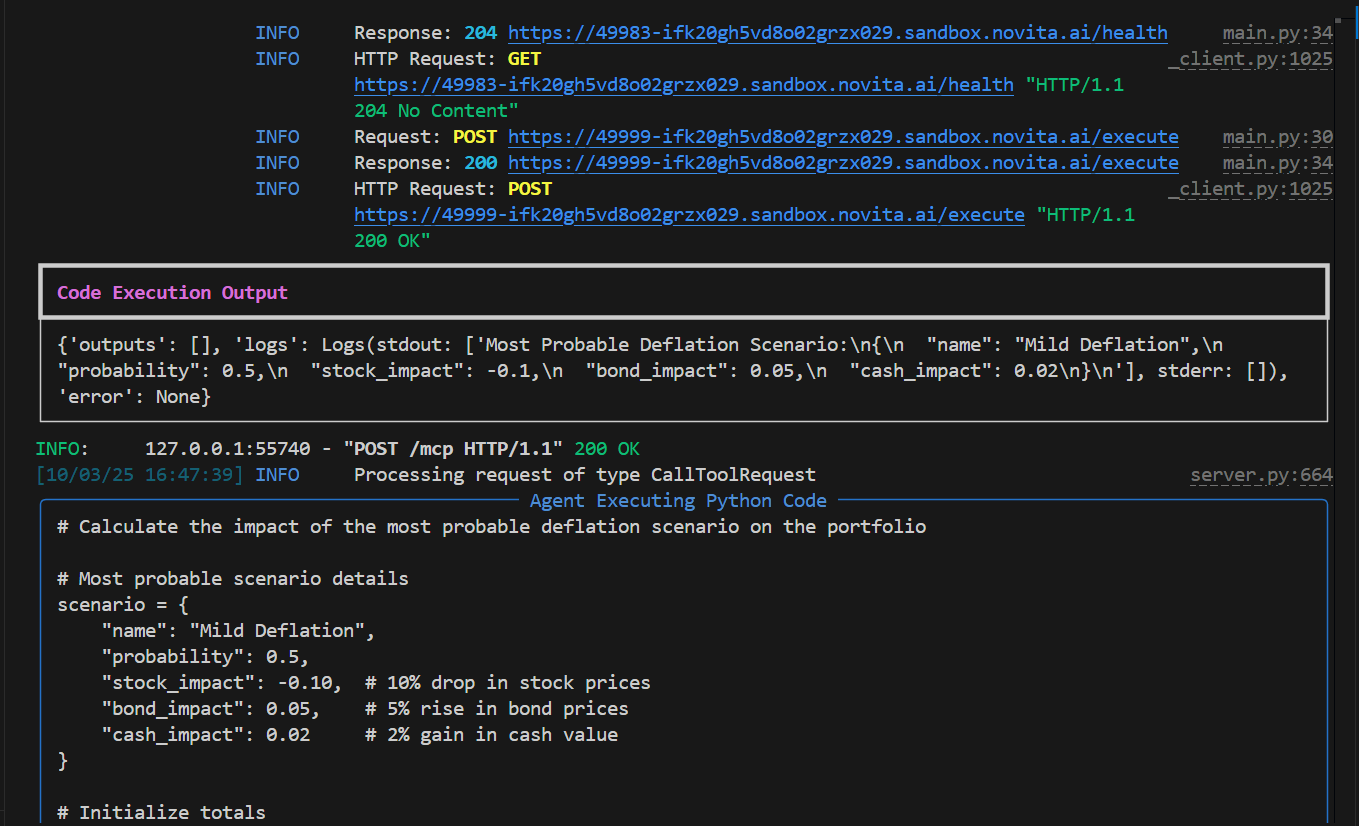 INFO Response: 204 https://49983-ifk20gh5vd8o02grzx029.sandbox.novita.ai/health main.py:34
INFO HTTP Request: GET _client.py:1025
https://49983-ifk20gh5vd8o02grzx029.sandbox.novita.ai/health "HTTP/1.1
204 No Content"
INFO Request: POST https://49999-ifk20gh5vd8o02grzx029.sandbox.novita.ai/execute main.py:30
INFO Response: 200 https://49999-ifk20gh5vd8o02grzx029.sandbox.novita.ai/execute main.py:34
INFO HTTP Request: POST _client.py:1025
https://49999-ifk20gh5vd8o02grzx029.sandbox.novita.ai/execute "HTTP/1.1
200 OK"
Code Execution Output
{'outputs': [], 'logs': Logs(stdout: ['Most Probable Deflation Scenario:\n{\n  "name": "Mild Deflation",\n
"probability": 0.5,\n  "stock_impact": -0.1,\n  "bond_impact": 0.05,\n  "cash_impact": 0.02\n}\n'], stderr: []),
'error': None}
INFO:     127.0.0.1:55740 - "POST /mcp HTTP/1.1" 200 OK
[10/03/25 16:47:39] INFO Processing request of type CallToolRequest server.py:664
Agent Executing Python Code
# Calculate the impact of the most probable deflation scenario on the portfolio
# Most probable scenario details
scenario = {
    "name": "Mild Deflation",
    "probability": 0.5,
    "stock_impact": -0.10,  # 10% drop in stock prices
    "bond_impact": 0.05,    # 5% rise in bond prices
    "cash_impact": 0.02     # 2% gain in cash value
}
# Initialize totals